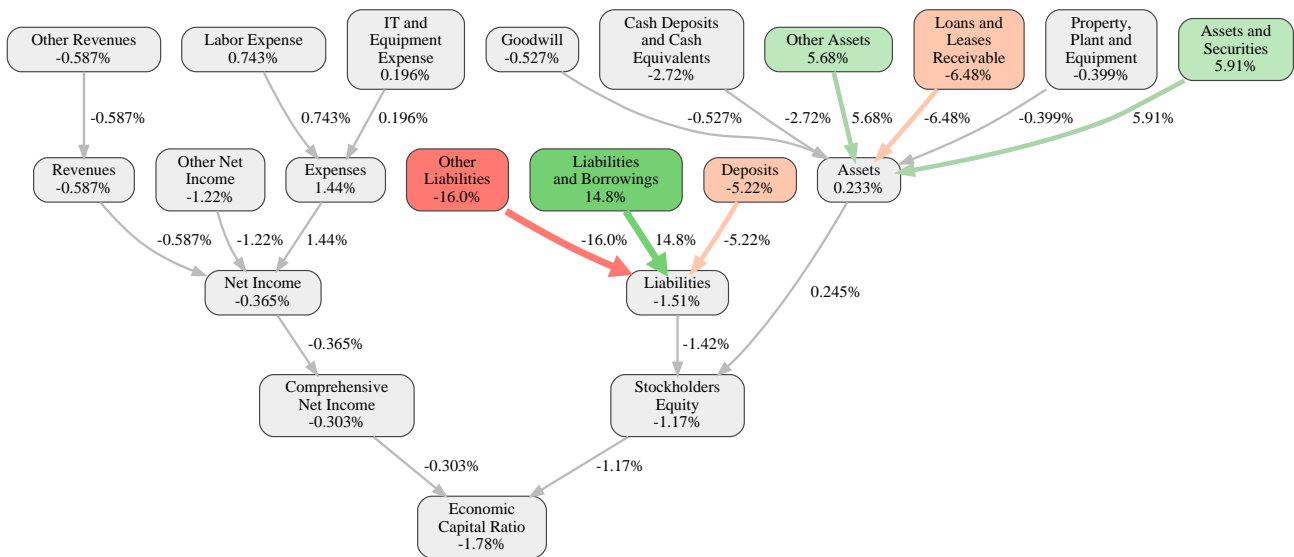 Other Revenues
-0.587%
Labor Expense
0.743%
IT and
Equipment
Expense
0.196%
Goodwill
-0.527%
Cash Deposits
and Cash
Equivalents
-2.72%
Other Assets
5.68%
Loans and
Leases
Receivable
-6.48%
Property,
Plant and
Equipment
-0.399%
Assets and
Securities
5.91%
-0.587%
0.743%
0.196%
-0.527%
-2.72%
5.68%
-6.48%
-0.399%
5.91%
Revenues
-0.587%
Other Net
Income
-1.22%
Expenses
1.44%
Other
Liabilities
-16.0%
Liabilities
and Borrowings
14.8%
Deposits
-5.22%
Assets
0.233%
-0.587%
-1.22%
1.44%
-16.0%
14.8%
-5.22%
0.245%
Net Income
-0.365%
Liabilities
-1.51%
-0.365%
-1.42%
Comprehensive
Net Income
-0.303%
Stockholders
Equity
-1.17%
-0.303%
-1.17%
Economic
Capital Ratio
-1.78%